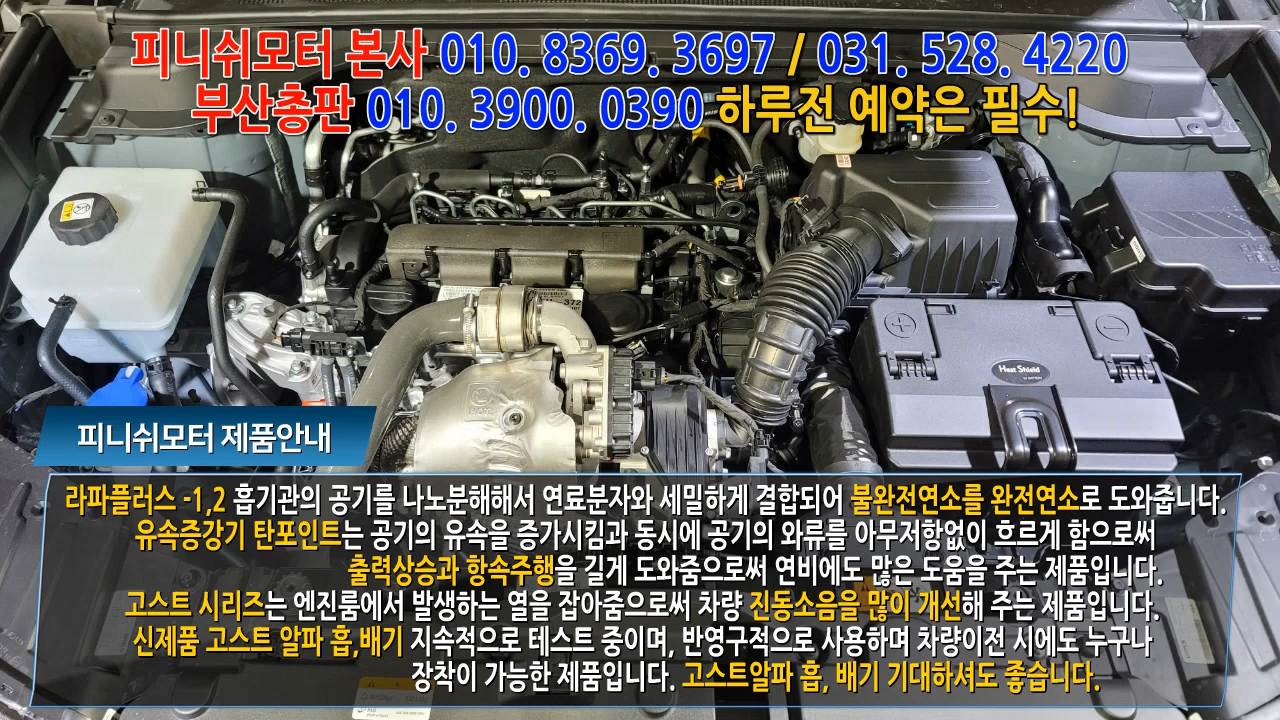 피니쉬모터 본사 010. 8369. 3697 / 031. 528. 4220
부산총판 010. 3900. 0390 하루전 예약은 필수!
372
Heat Shield
HOT
피니쉬모터 제품안내
라파플러스 -1,2 흡기관의 공기를 나노분해해서 연료분자와 세밀하게 결합되어 불완전연소를 완전연소로 도와줍니다.
유속증강기 탄포인트는 공기의 유속을 증가시킴과 동시에 공기의 와류를 아무저항없이 흐르게 함으로써
출력상승과 항속주행을 길게 도와줌으로써 연비에도 많은 도움을 주는 제품입니다.
고스트 시리즈는 엔진룸에서 발생하는 열을 잡아줌으로써 차량 진동소음을 많이 개선해 주는 제품입니다.
신제품 고스트 알파 흡,배기 지속적으로 테스트 중이며, 반영구적으로 사용하며 차량이전 시에도 누구나
장착이 가능한 제품입니다. 고스트알파 흡, 배기 기대하셔도 좋습니다.